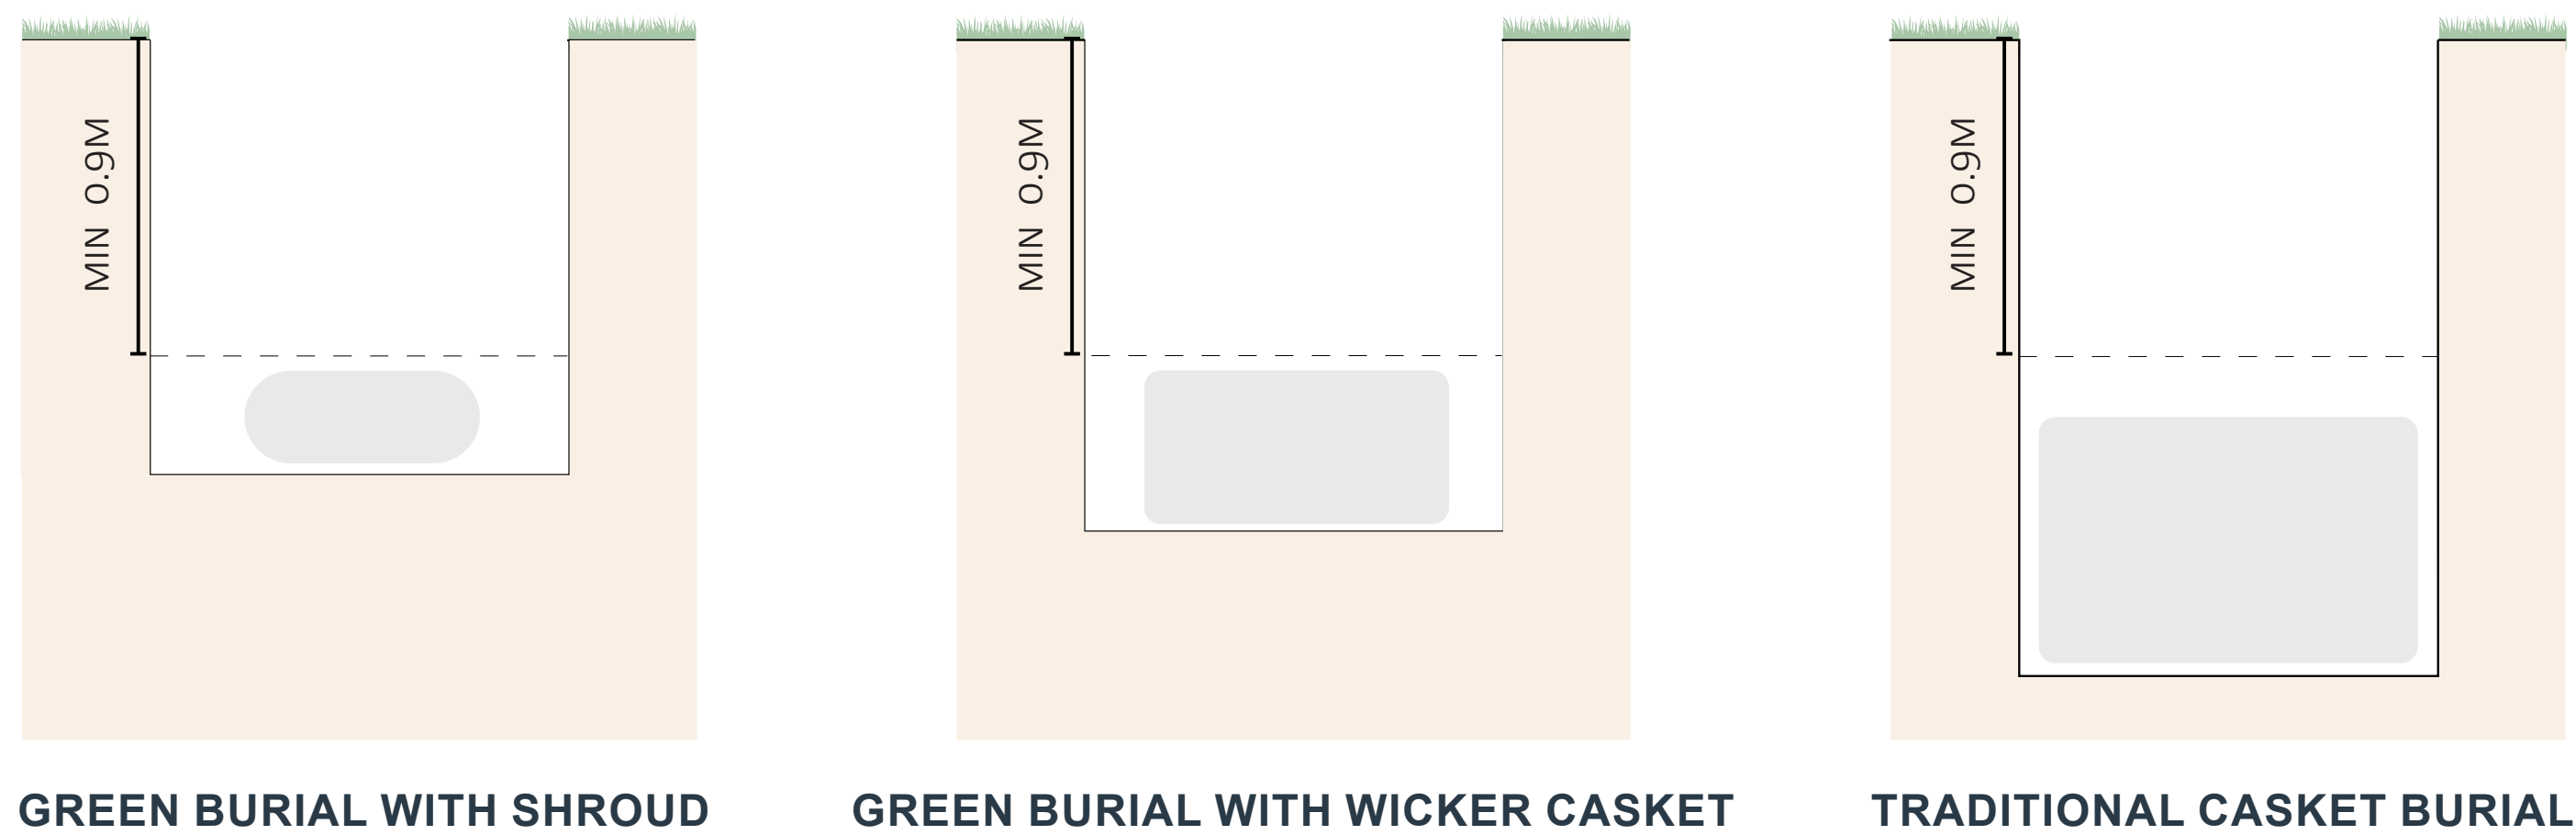 MIN 0.9M
MIN 0.9M
MIN 0.9M
GREEN BURIAL WITH SHROUD
GREEN BURIAL WITH WICKER CASKET
TRADITIONAL CASKET BURIAL